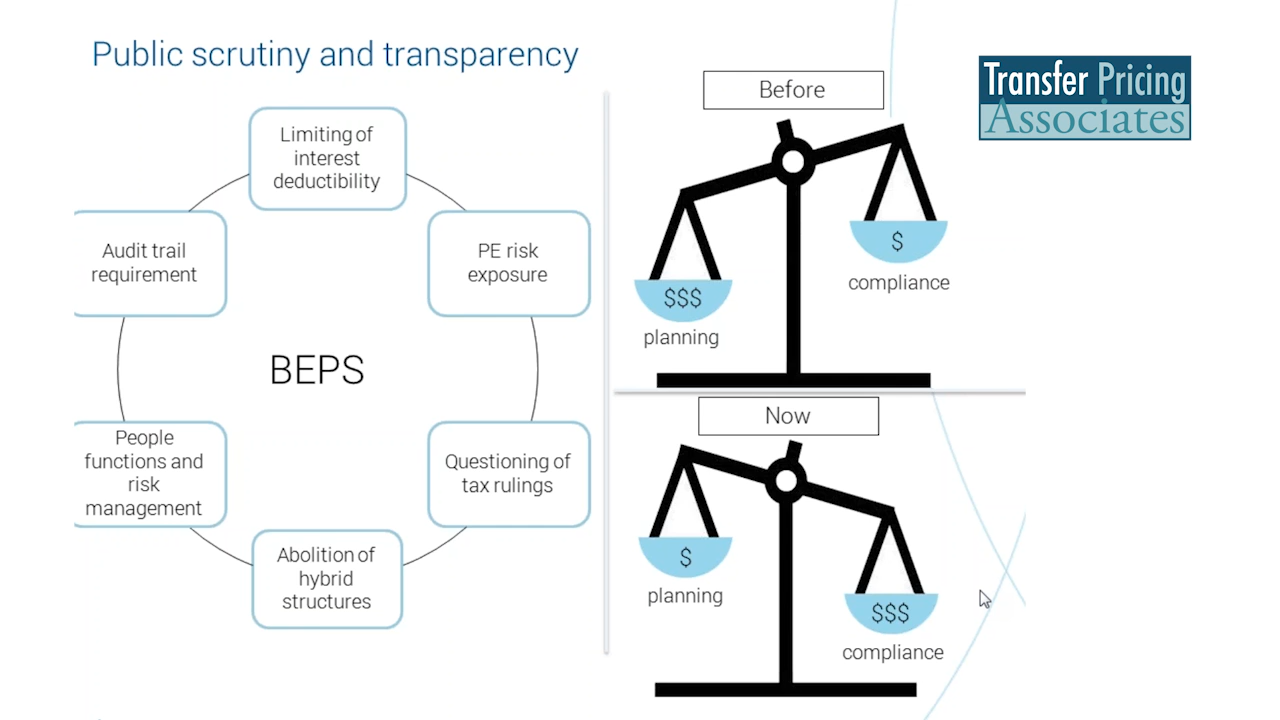 Public scrutiny and transparency
Transfer Pricing
Associates
Limiting of
interest
deductibility
PE risk
exposure
Questioning of
tax rulings
Abolition of
hybrid
structures
People
functions and
risk
management
Audit trail
requirement
BEPS
Before
$$$
planning
$
compliance
Now
$
planning
$$$
compliance